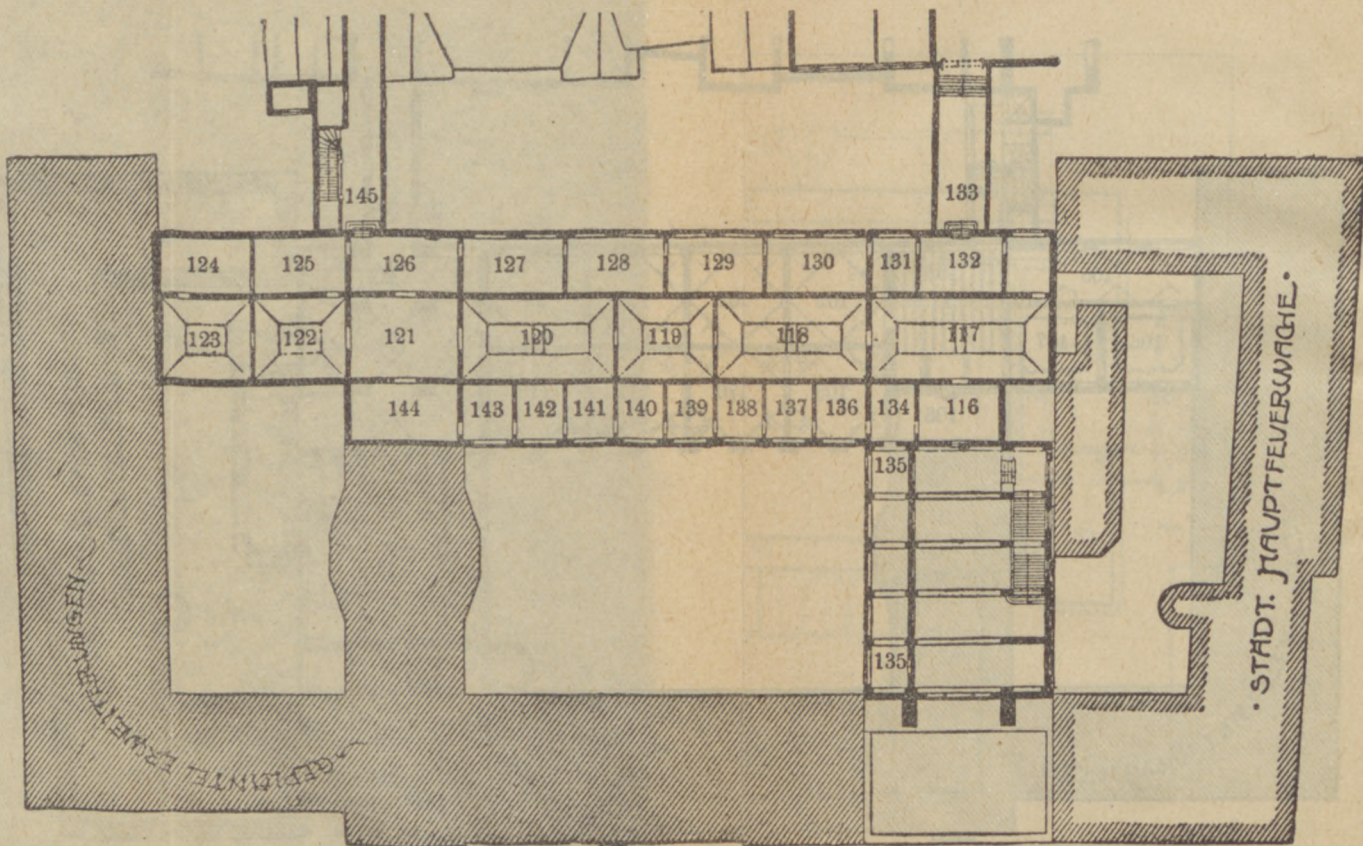 145
133
124 125 126 127 128 129 130 131 132
123 122 121 120 119 118 117
144 143 142 141 140 139 138 137 136 134 116
135
135
GEPLANTE ERWEITERUNGEN
· STÄDT. HAUPTFEUERWACHE ·